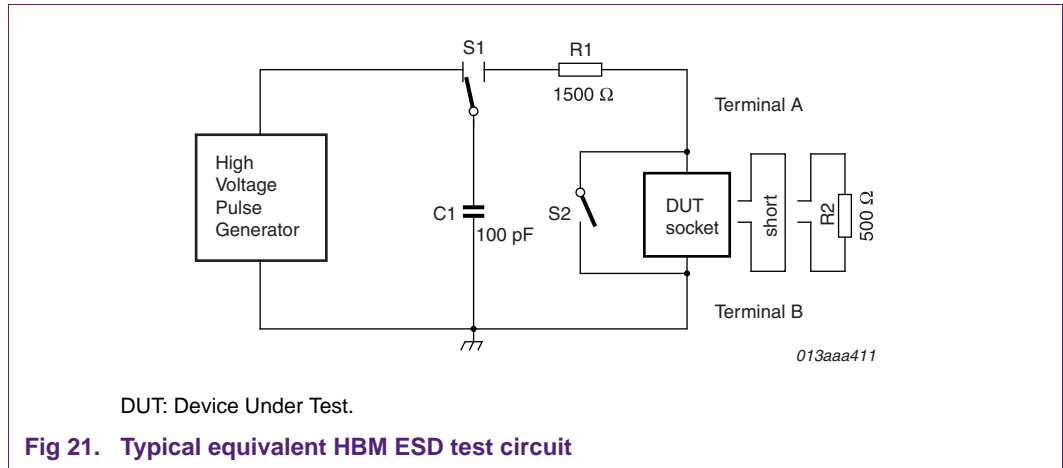 S1
R1
1500 Ω
Terminal A
High
Voltage
Pulse
Generator
C1
100 pF
S2
DUT
socket
short
R2
500 Ω
Terminal B
013aaa411
DUT: Device Under Test.
Fig 21. Typical equivalent HBM ESD test circuit